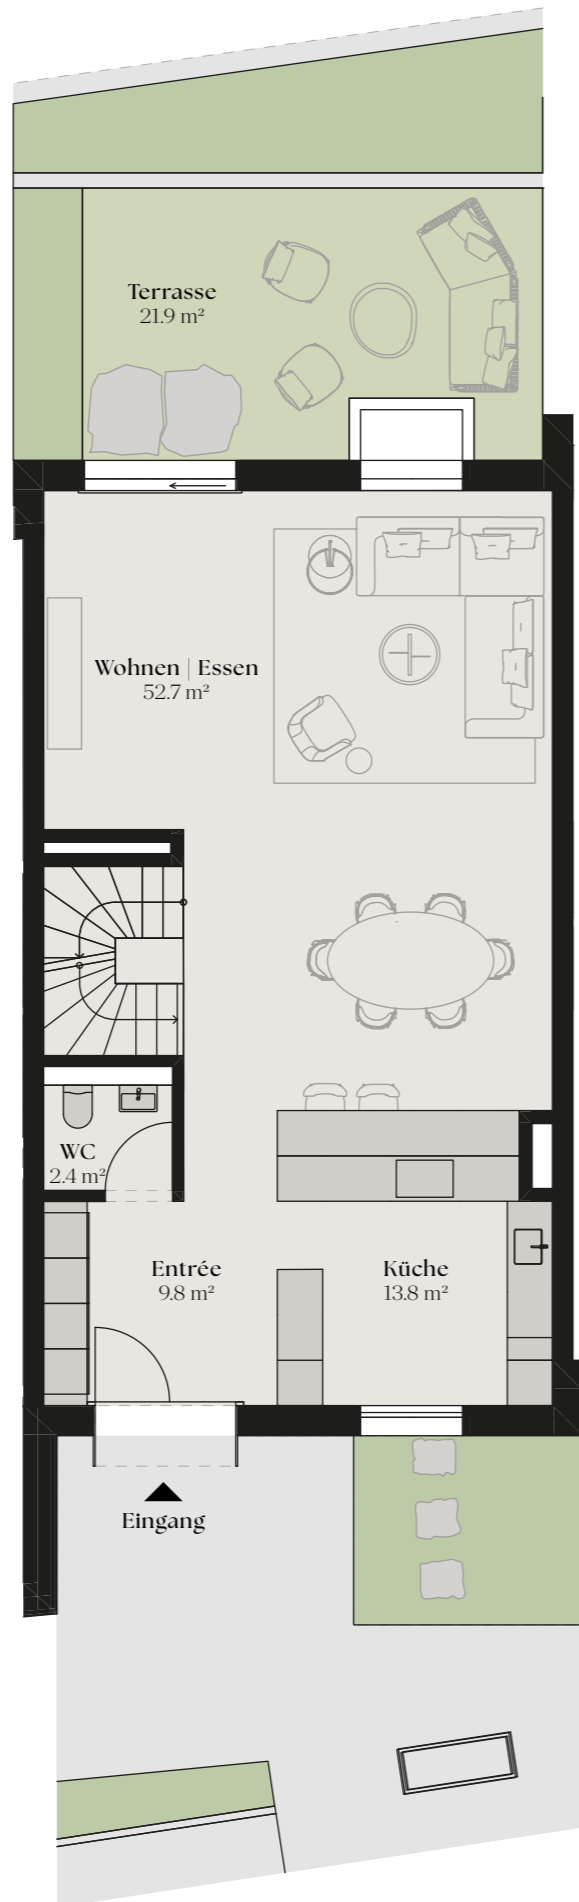 Terrasse
21.9 m²
Wohnen | Essen
52.7 m²
WC
2.4 m²
Entrée
9.8 m²
Küche
13.8 m²
Eingang